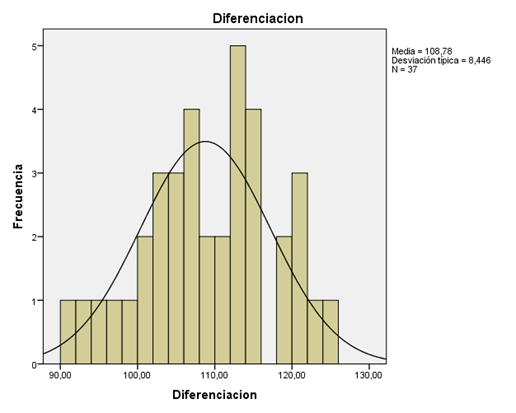 Diferenciacion
Media = 108,78
Desviación típica = 8,446
N = 37
Frecuencia
5
4
3
2
1
0
90,00 100,00 110,00 120,00 130,00
Diferenciacion